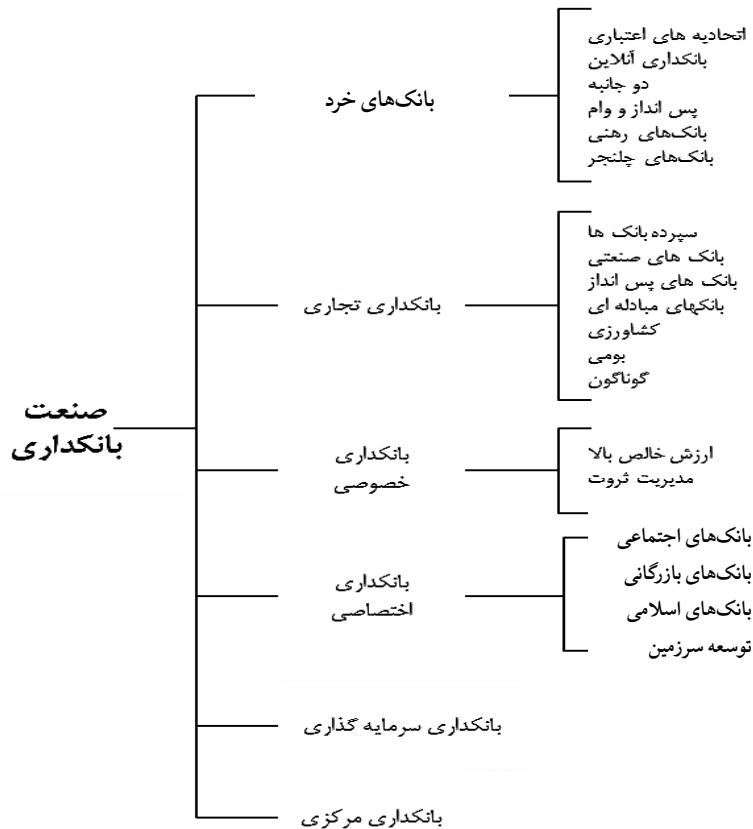 صنعت
بانکداری
بانک‌های خرد
اتحادیه های اعتباری
بانکداری آنلاین
دو جانبه
پس انداز و وام
بانک‌های رهنی
بانک‌های چلنجر
بانکداری تجاری
سپرده بانک ها
بانک های صنعتی
بانک های پس انداز
بانکهای مبادله ای
کشاورزی
بومی
گوناگون
بانکداری
خصوصی
ارزش خالص بالا
مدیریت ثروت
بانکداری
اختصاصی
بانک‌های اجتماعی
بانک‌های بازرگانی
بانک‌های اسلامی
توسعه سرزمین
بانکداری سرمایه گذاری
بانکداری مرکزی